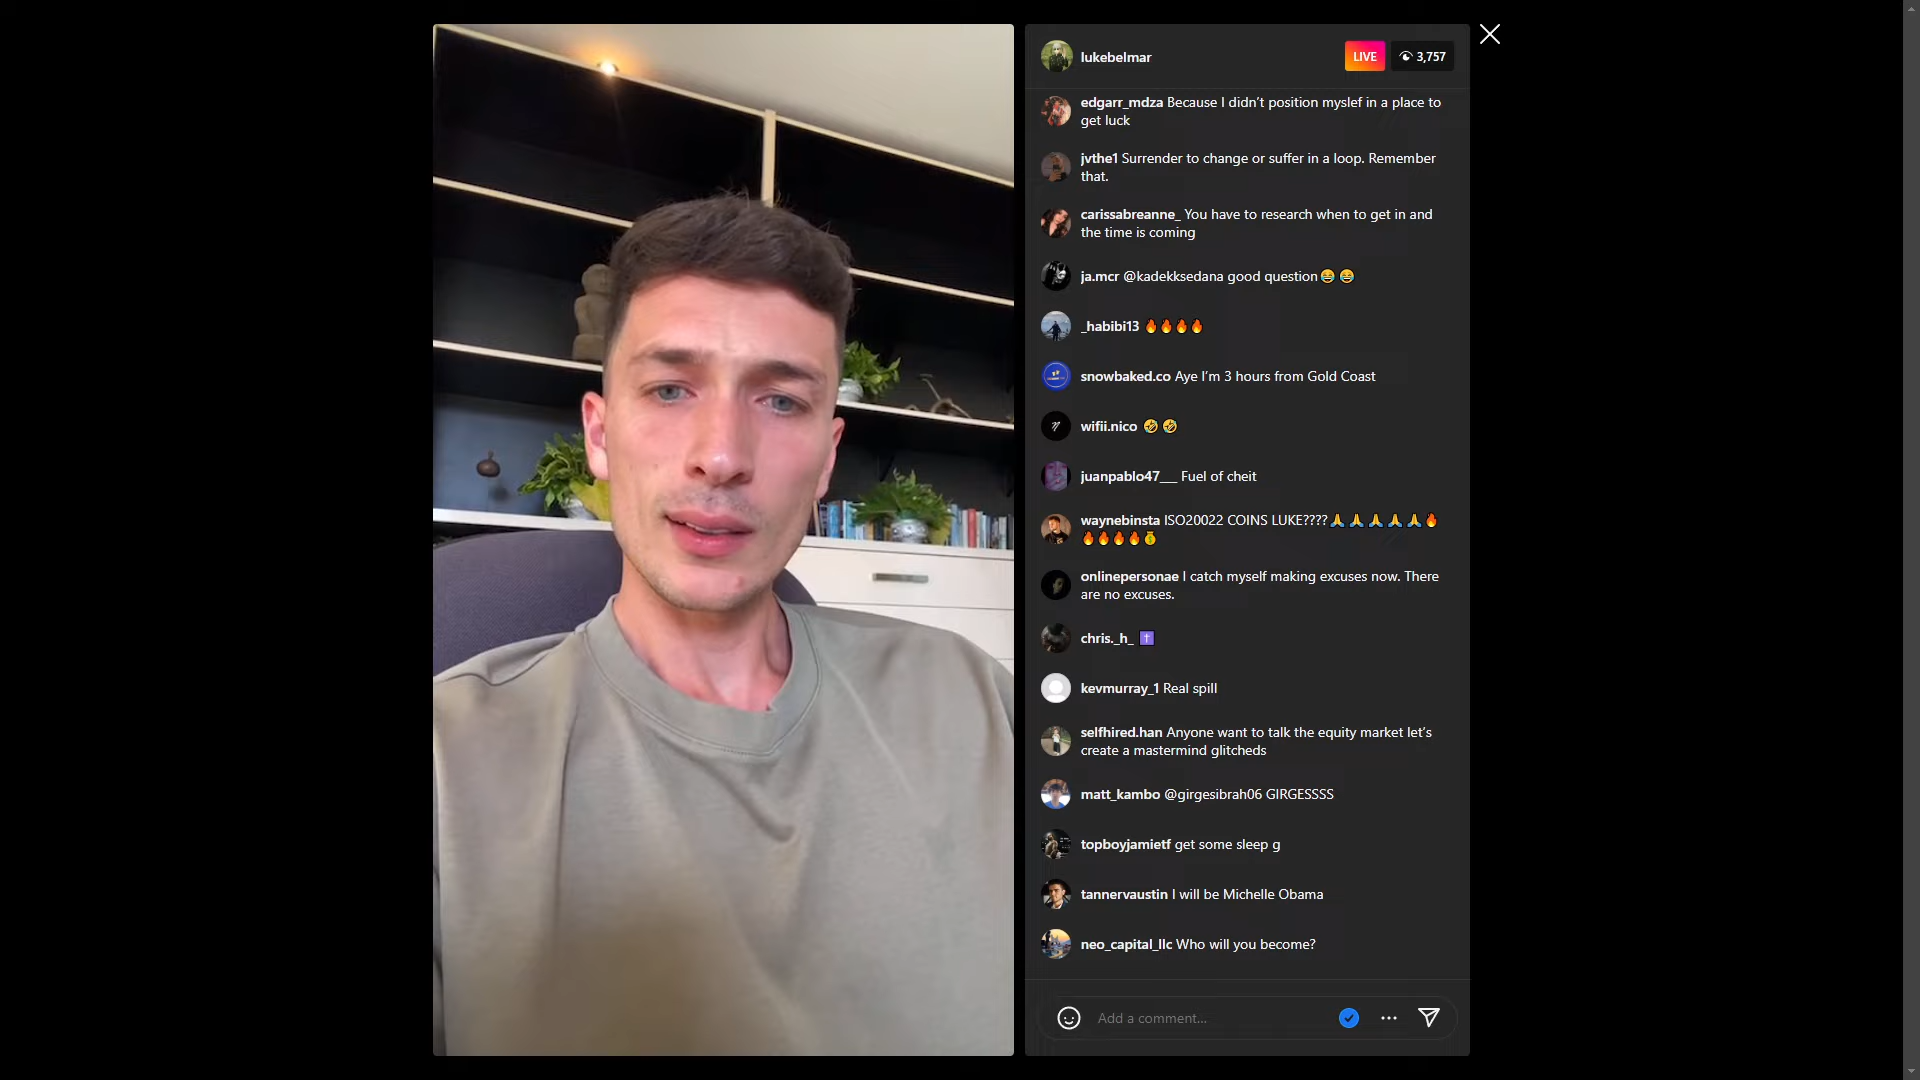 lukebelmar
LIVE 3,757
edgarr_mdza Because I didn’t position myslef in a place to
get luck
jvthe1 Surrender to change or suffer in a loop. Remember
that.
carissabreanne_ You have to research when to get in and
the time is coming
ja.mcr @kadekksedana good question😂😂
_habibi13 🔥🔥🔥🔥
snowbaked.co Aye I’m 3 hours from Gold Coast
wifii.nico 🤣🤣
juanpablo47__ Fuel of cheit
waynebinsta ISO20022 COINS LUKE????🙏🙏🙏🙏🙏🔥
🔥🔥🔥🔥💰
onlinepersonae I catch myself making excuses now. There
are no excuses.
chris._h_ ✝️
kevmurray_1 Real spill
selfhired.han Anyone want to talk the equity market let’s
create a mastermind glitcheds
matt_kambo @girgesibrah06 GIRGESSSS
topboyjamietf get some sleep g
tannervaustin I will be Michelle Obama
neo_capital_llc Who will you become?
Add a comment...